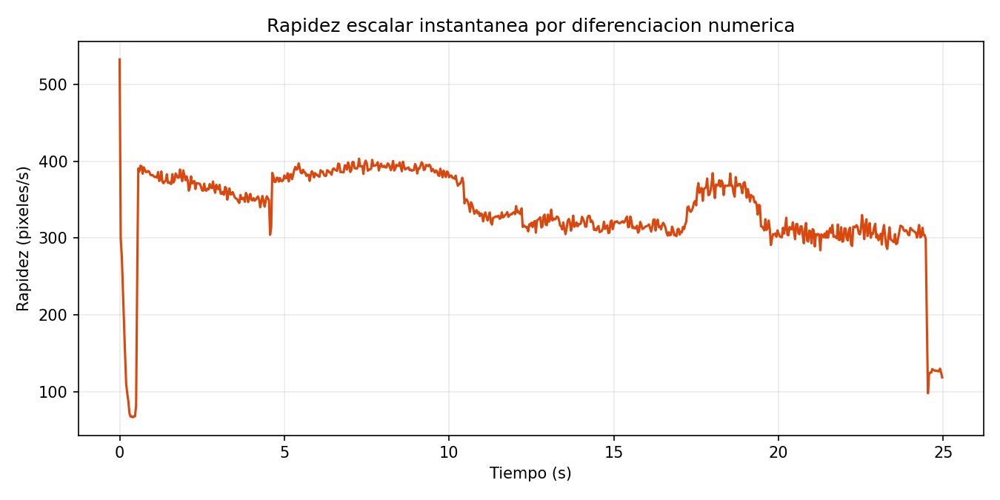 Rapidez escalar instantanea por diferenciacion numerica
500
400
300
200
100
Rapidez (pixeles/s)
0 5 10 15 20 25
Tiempo (s)